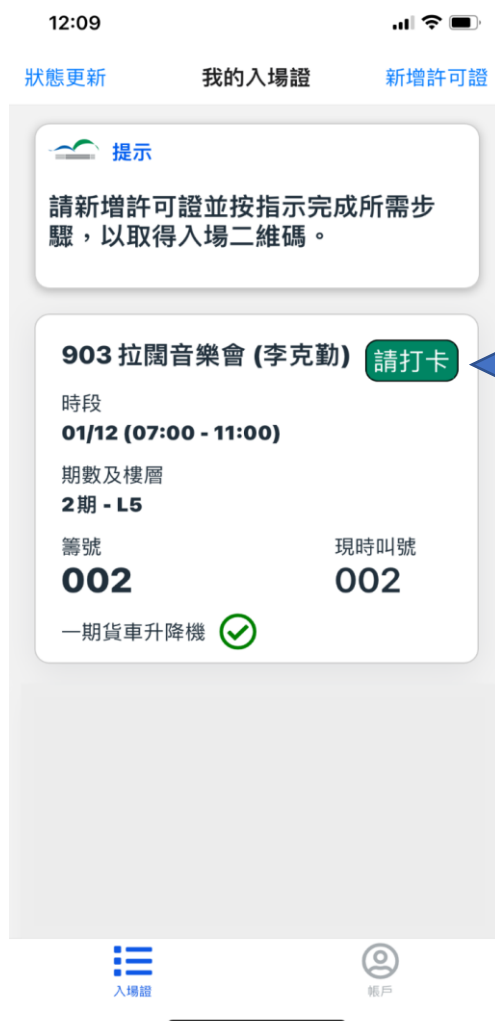 12:09
狀態更新 我的入場證 新增許可證
提示
請新增許可證並按指示完成所需步
驟，以取得入場二維碼。
903 拉闊音樂會 (李克勤) 請打卡
時段
01/12 (07:00 - 11:00)
期數及樓層
2期 - L5
籌號 現時叫號
002 002
一期貨車升降機
入場證 帳戶